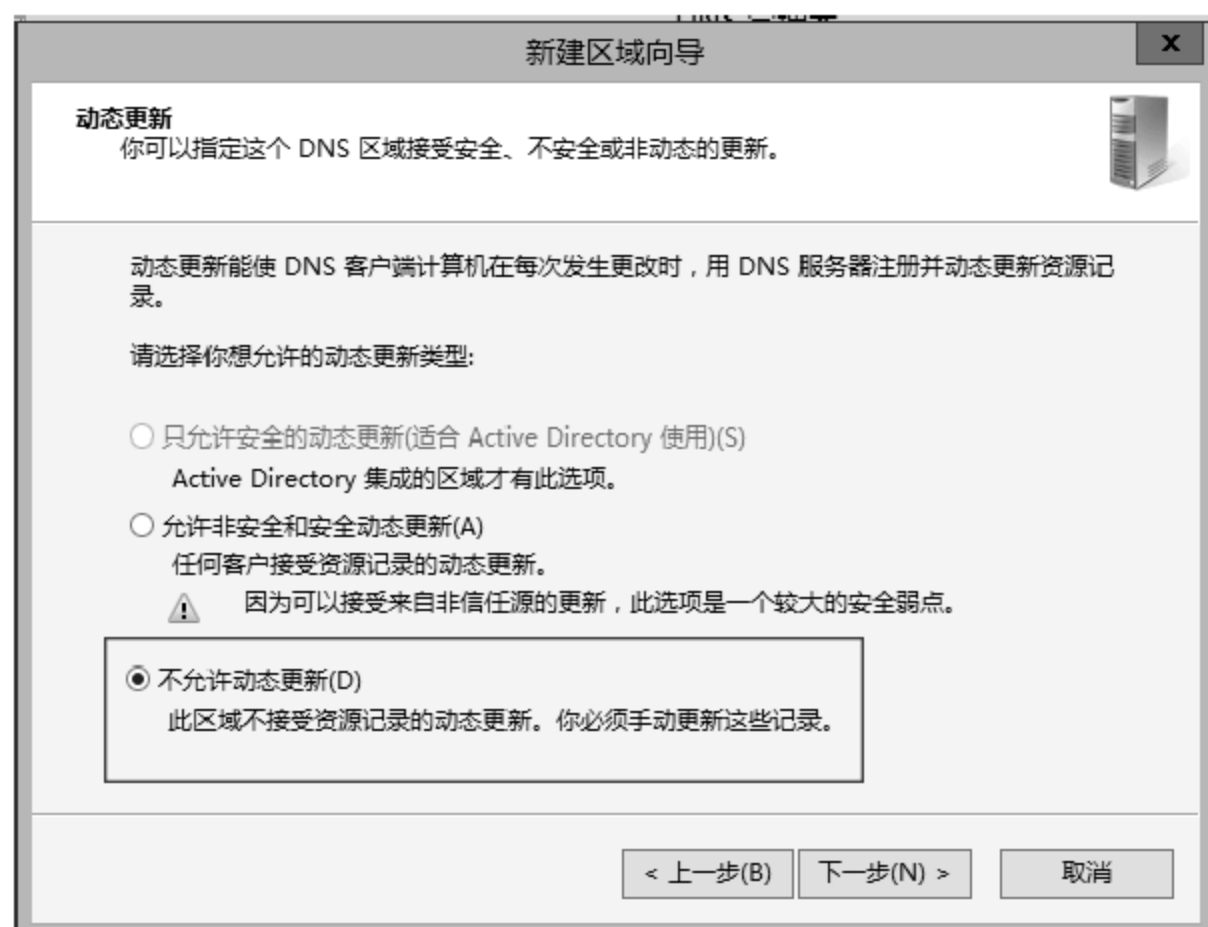 新建区域向导
x
动态更新
你可以指定这个 DNS 区域接受安全、不安全或非动态的更新。
动态更新能使 DNS 客户端计算机在每次发生更改时，用 DNS 服务器注册并动态更新资源记
录。
请选择你想允许的动态更新类型:
只允许安全的动态更新(适合 Active Directory 使用)(S)
Active Directory 集成的区域才有此选项。
允许非安全和安全动态更新(A)
任何客户接受资源记录的动态更新。
因为可以接受来自非信任源的更新，此选项是一个较大的安全弱点。
不允许动态更新(D)
此区域不接受资源记录的动态更新。你必须手动更新这些记录。
< 上一步(B) 下一步(N) > 取消